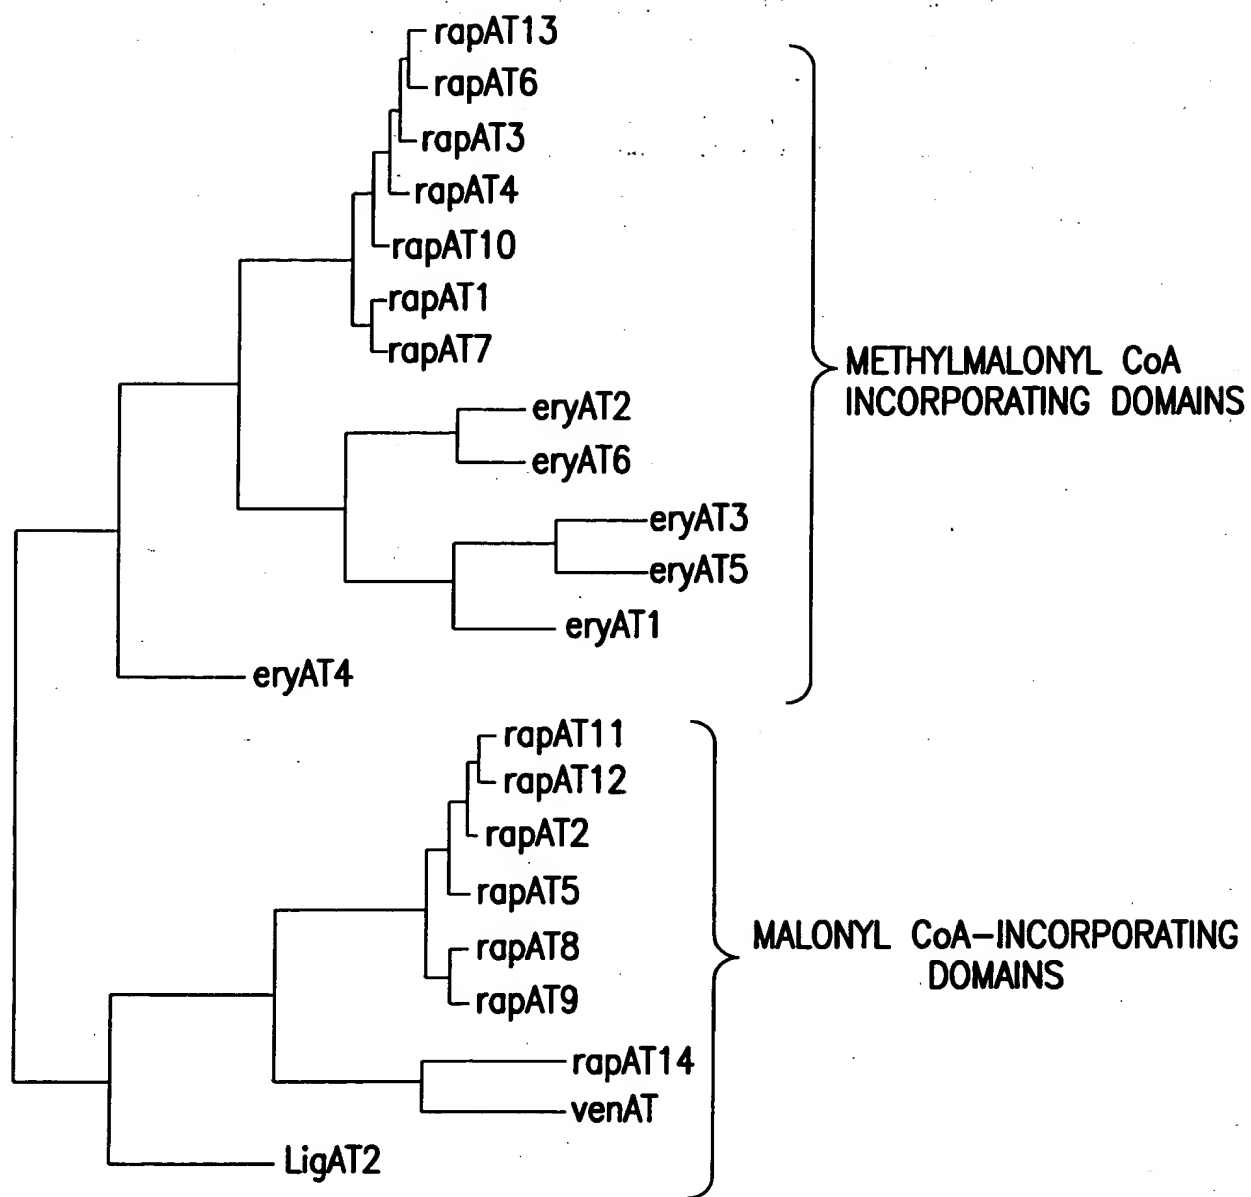 rapAT13
rapAT6
rapAT3
rapAT4
rapAT10
rapAT1
rapAT7
METHYLMALONYL CoA
INCORPORATING DOMAINS
eryAT2
eryAT6
eryAT3
eryAT5
eryAT1
eryAT4
rapAT11
rapAT12
rapAT2
rapAT5
rapAT8
rapAT9
MALONYL CoA-INCORPORATING
DOMAINS
rapAT14
venAT
LigAT2